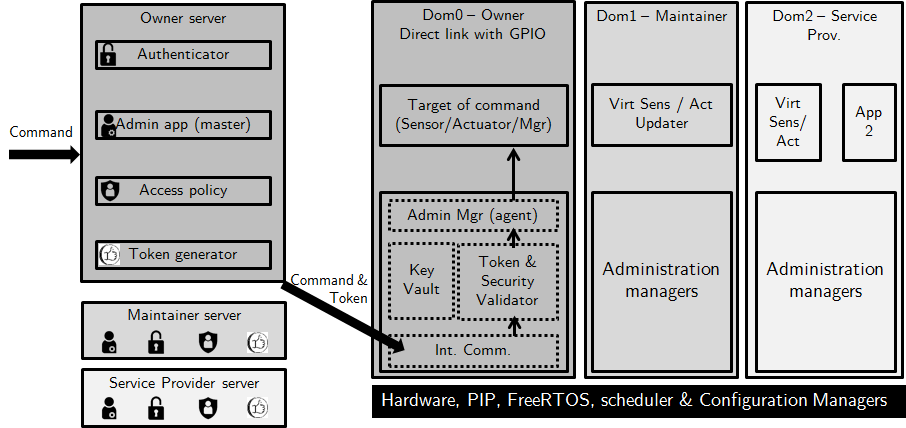 Command
Owner server
Authenticator
Admin app (master)
Access policy
Token generator
Maintainer server
Service Provider server
Command &
Token
Dom0 – Owner
Direct link with GPIO
Target of command
(Sensor/Actuator/Mgr)
Admin Mgr (agent)
Key
Vault
Token &
Security
Validator
Int. Comm.
Dom1 – Maintainer
Virt Sens / Act
Updater
Administration
managers
Dom2 – Service
Prov.
Virt
Sens/
Act
App
2
Administration
managers
Hardware, PIP, FreeRTOS, scheduler & Configuration Managers